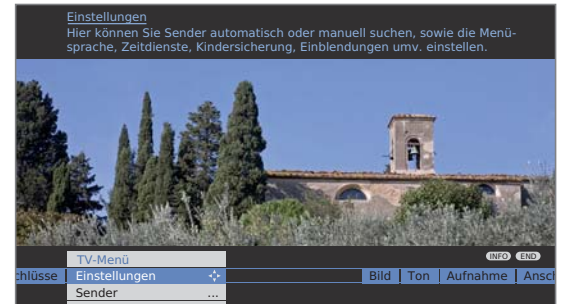 Einstellungen
Hier können Sie Sender automatisch oder manuell suchen, sowie die Menü-
sprache, Zeitdienste, Kindersicherung, Einblendungen umv. einstellen.
TV-Menü
INFO END
chlüsse Einstellungen Bild Ton Aufnahme Ansch
Sender ...